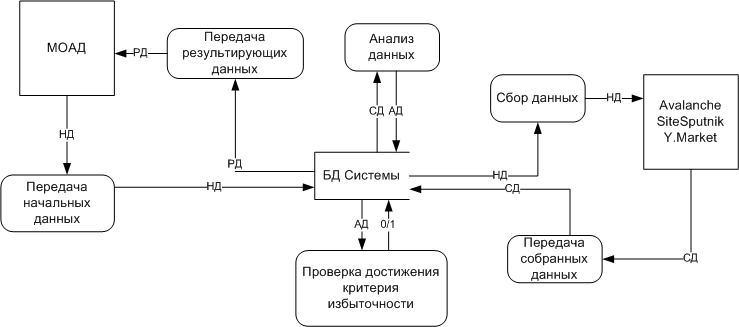 МОАД
Передача
результирующих
данных
Анализ
данных
Сбор данных
Avalanche
SiteSputnik
Y.Market
РД
НД
СД
АД
НД
НД
РД
БД Системы
НД
Передача
начальных
данных
НД
СД
АД
0/1
Передача
собранных
данных
СД
Проверка достижения
критерия
избыточности